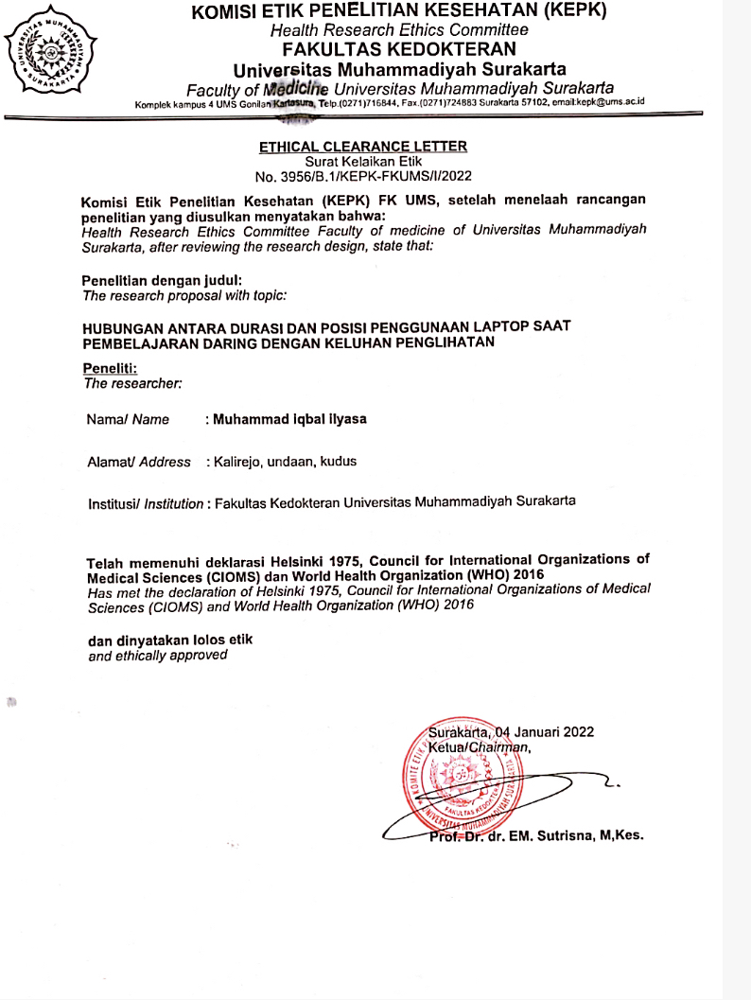 KOMISI ETIK PENELITIAN KESEHATAN (KEPK)
Health Research Ethics Committee
FAKULTAS KEDOKTERAN
Universitas Muhammadiyah Surakarta
Faculty of Medicine Universitas Muhammadiyah Surakarta
Komplek kampus 4 UMS Gonilan Kartasura, Telp.(0271)716844, Fax.(0271)724883 Surakarta 57102, email:kepk@ums.ac.id
UNIVERSITAS MUHAMMADIYAH
SURAKARTA
ETHICAL CLEARANCE LETTER
Surat Kelaikan Etik
No. 3956/B.1/KEPK-FKUMS/I/2022
Komisi Etik Penelitian Kesehatan (KEPK) FK UMS, setelah menelaah rancangan
penelitian yang diusulkan menyatakan bahwa:
Health Research Ethics Committee Faculty of medicine of Universitas Muhammadiyah
Surakarta, after reviewing the research design, state that:
Penelitian dengan judul:
The research proposal with topic:
HUBUNGAN ANTARA DURASI DAN POSISI PENGGUNAAN LAPTOP SAAT
PEMBELAJARAN DARING DENGAN KELUHAN PENGLIHATAN
Peneliti:
The researcher:
Nama/ Name : Muhammad iqbal ilyasa
Alamat/ Address : Kalirejo, undaan, kudus
Institusi/ Institution : Fakultas Kedokteran Universitas Muhammadiyah Surakarta
Telah memenuhi deklarasi Helsinki 1975, Council for International Organizations of
Medical Sciences (CIOMS) dan World Health Organization (WHO) 2016
Has met the declaration of Helsinki 1975, Council for International Organizations of Medical
Sciences (CIOMS) and World Health Organization (WHO) 2016
dan dinyatakan lolos etik
and ethically approved
Surakarta, 04 Januari 2022
Ketua/Chairman,
KOMITE ETIK
FAKULTAS KEDOKTERAN
UNIVERSITAS MUHAMMADIYAH SURAKARTA
Prof. Dr. dr. EM. Sutrisna, M,Kes.